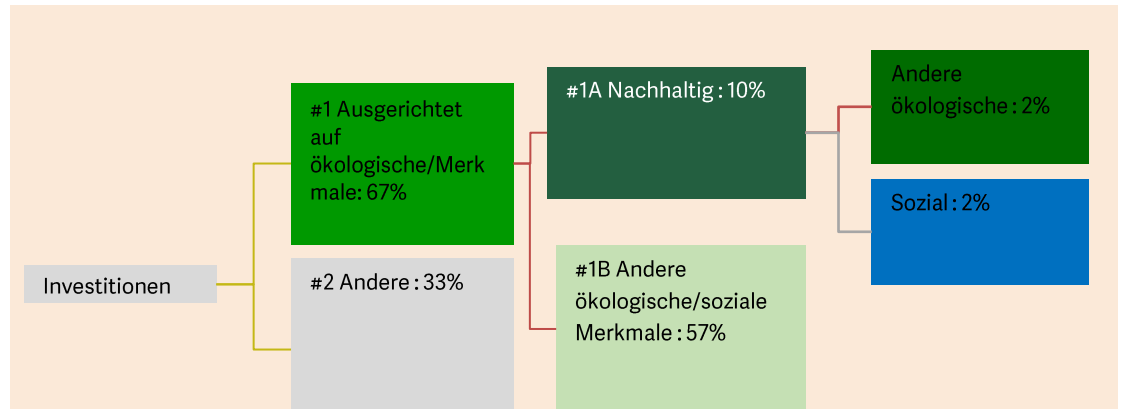 Investitionen
#1 Ausgerichtet
auf
ökologische/Merk
male: 67%
#2 Andere : 33%
#1A Nachhaltig : 10%
#1B Andere
ökologische/soziale
Merkmale : 57%
Andere
ökologische : 2%
Sozial : 2%